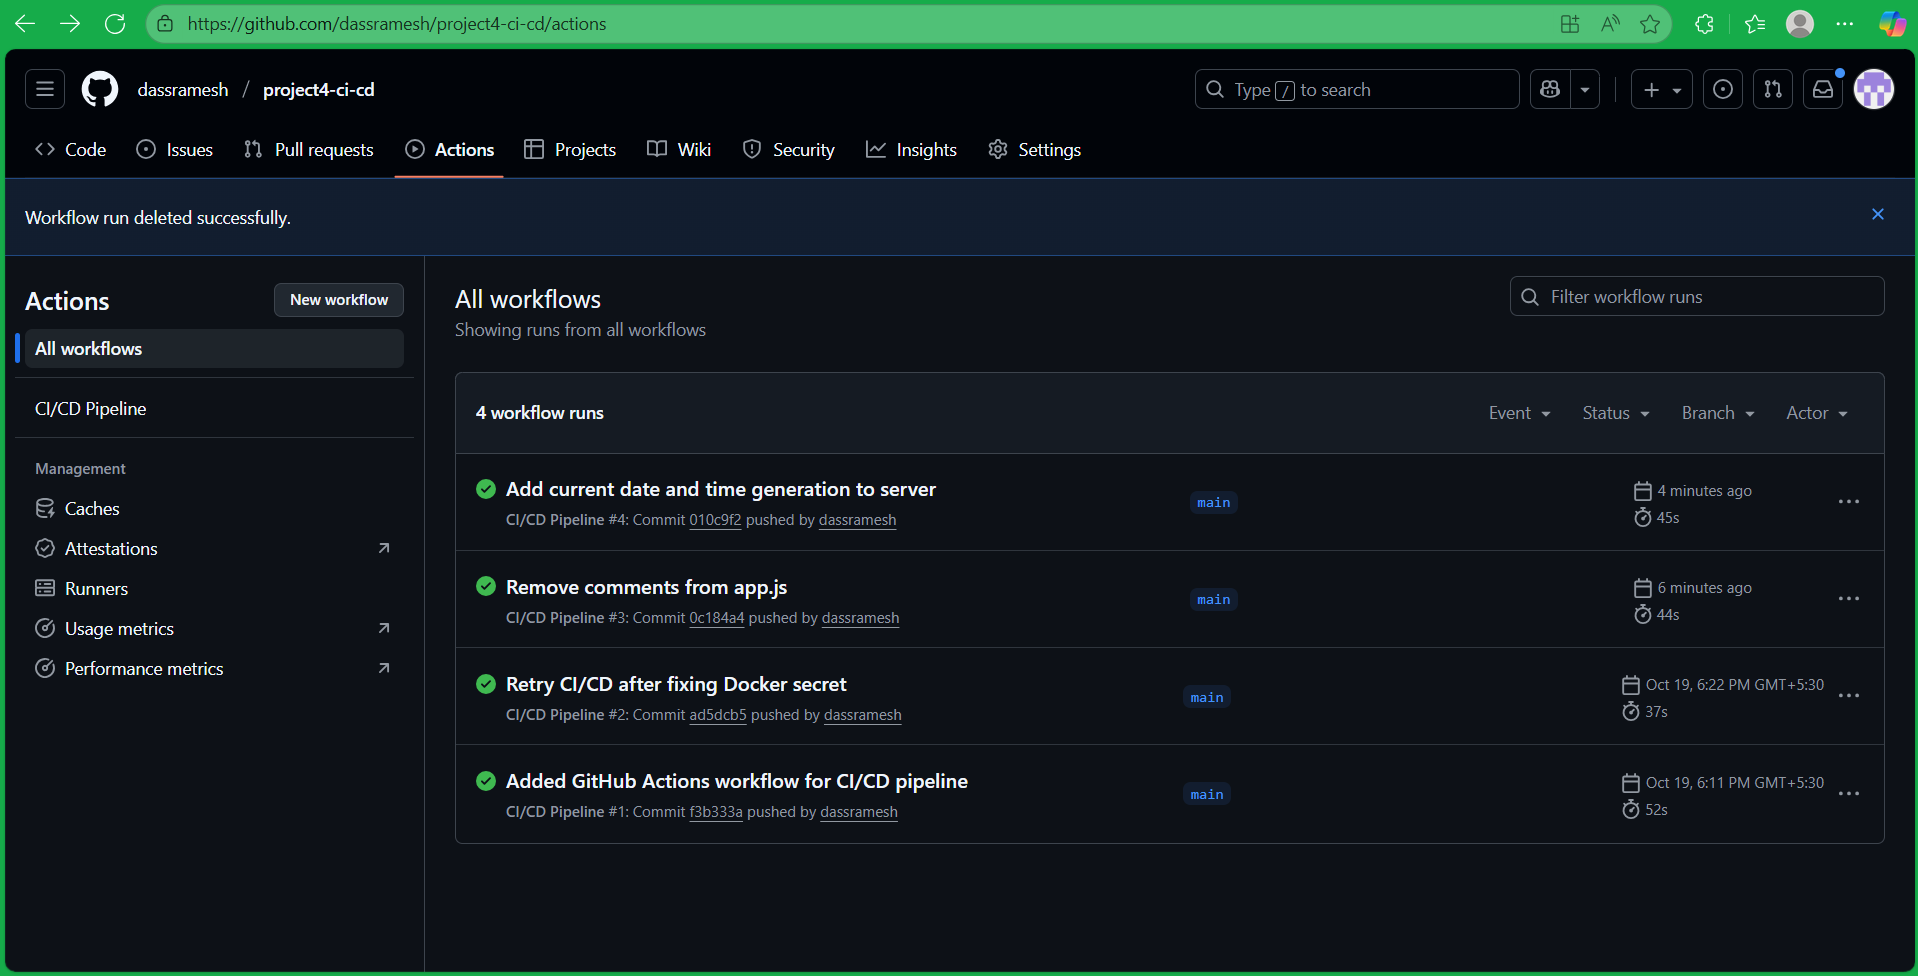 https://github.com/dassramesh/project4-ci-cd/actions
dassramesh / project4-ci-cd
Type / to search
Code
Issues
Pull requests
Actions
Projects
Wiki
Security
Insights
Settings
Workflow run deleted successfully.
Actions
New workflow
All workflows
CI/CD Pipeline
Management
Caches
Attestations
Runners
Usage metrics
Performance metrics
All workflows
Showing runs from all workflows
Filter workflow runs
4 workflow runs
Event
Status
Branch
Actor
Add current date and time generation to server
CI/CD Pipeline #4: Commit 010c9f2 pushed by dassramesh
main
4 minutes ago
45s
Remove comments from app.js
CI/CD Pipeline #3: Commit 0c184a4 pushed by dassramesh
main
6 minutes ago
44s
Retry CI/CD after fixing Docker secret
CI/CD Pipeline #2: Commit ad5dcb5 pushed by dassramesh
main
Oct 19, 6:22 PM GMT+5:30
37s
Added GitHub Actions workflow for CI/CD pipeline
CI/CD Pipeline #1: Commit f3b333a pushed by dassramesh
main
Oct 19, 6:11 PM GMT+5:30
52s